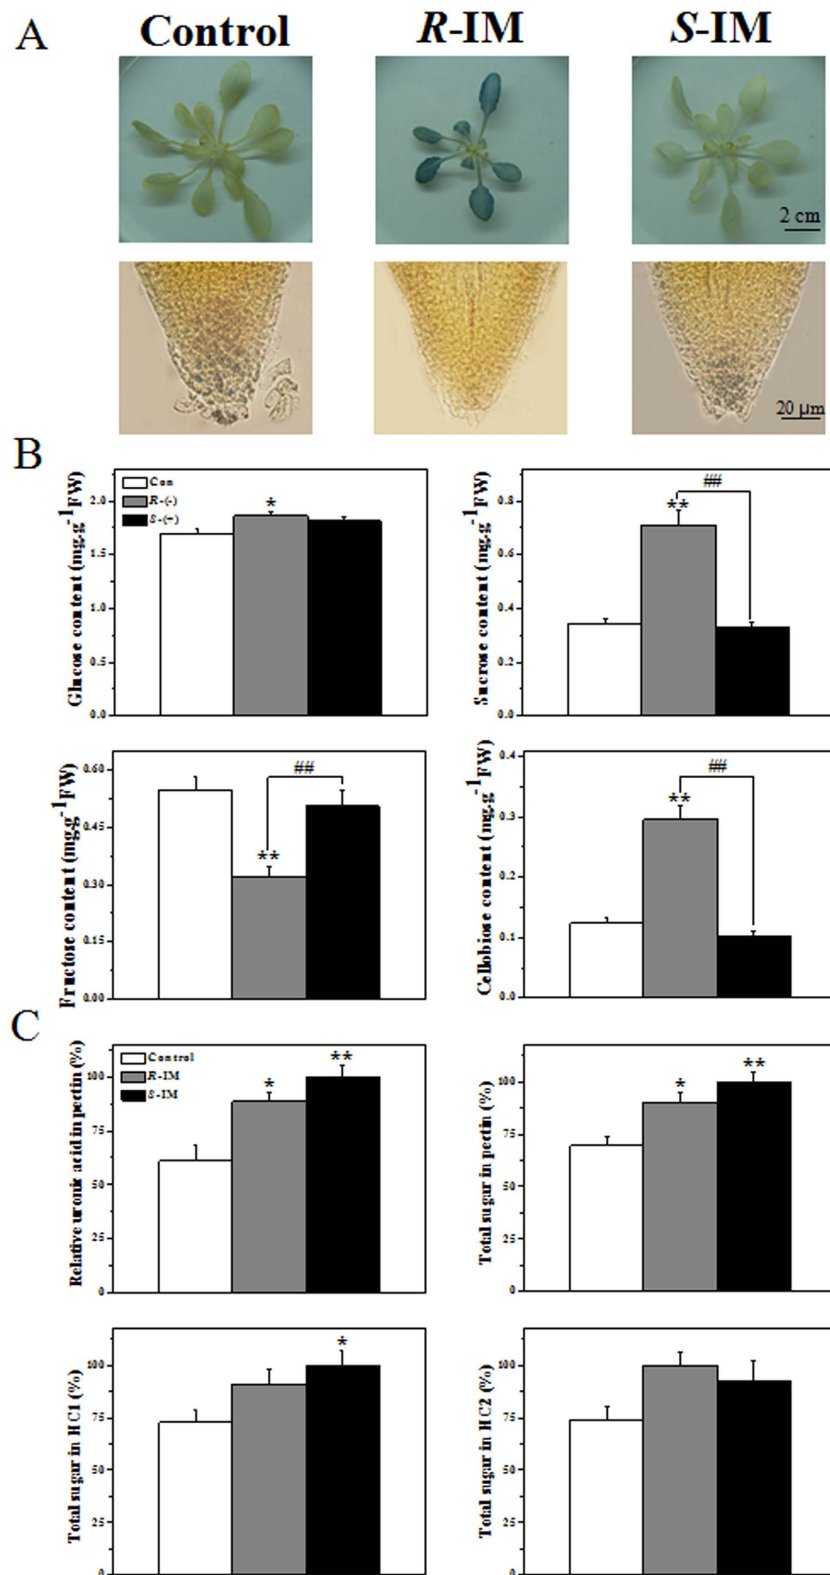 A
Control
R-IM
S-IM
2 cm
20 μm
B
Glucose content (mg.g⁻¹FW)
2.0
1.5
1.0
0.5
0.0
Con
R-(-)
S-(+)
*
Sucrose content (mg.g⁻¹FW)
0.8
0.6
0.4
0.2
0.0
**
##
Fructose content (mg.g⁻¹FW)
0.60
0.45
0.30
0.15
0.00
**
##
Cellobiose content (mg.g⁻¹FW)
0.4
0.3
0.2
0.1
0.0
**
##
C
Relative uronic acid in pectin (%)
100
75
50
25
0
Control
R-IM
S-IM
*
**
Total sugar in pectin (%)
100
75
50
25
0
*
**
Total sugar in HC1 (%)
100
75
50
25
0
*
Total sugar in HC2 (%)
100
75
50
25
0